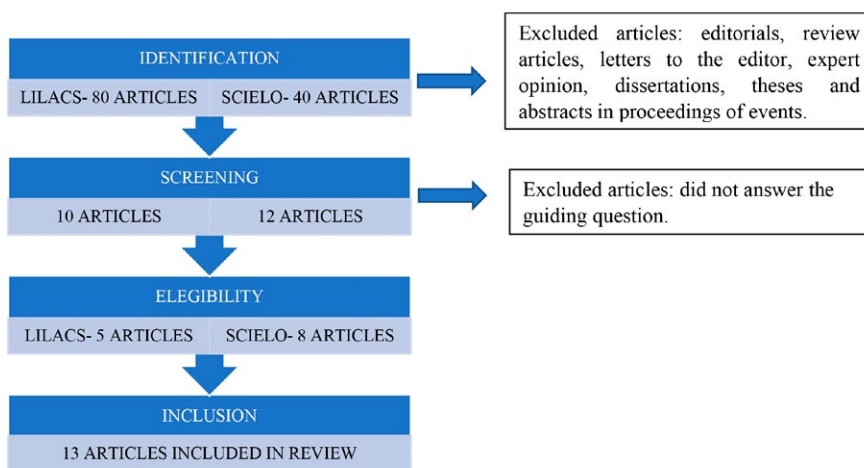 IDENTIFICATION
LILACS- 80 ARTICLES SCIELO- 40 ARTICLES
Excluded articles: editorials, review
articles, letters to the editor, expert
opinion, dissertations, theses and
abstracts in proceedings of events.
SCREENING
10 ARTICLES 12 ARTICLES
Excluded articles: did not answer the
guiding question.
ELEGIBILITY
LILACS- 5 ARTICLES SCIELO- 8 ARTICLES
INCLUSION
13 ARTICLES INCLUDED IN REVIEW